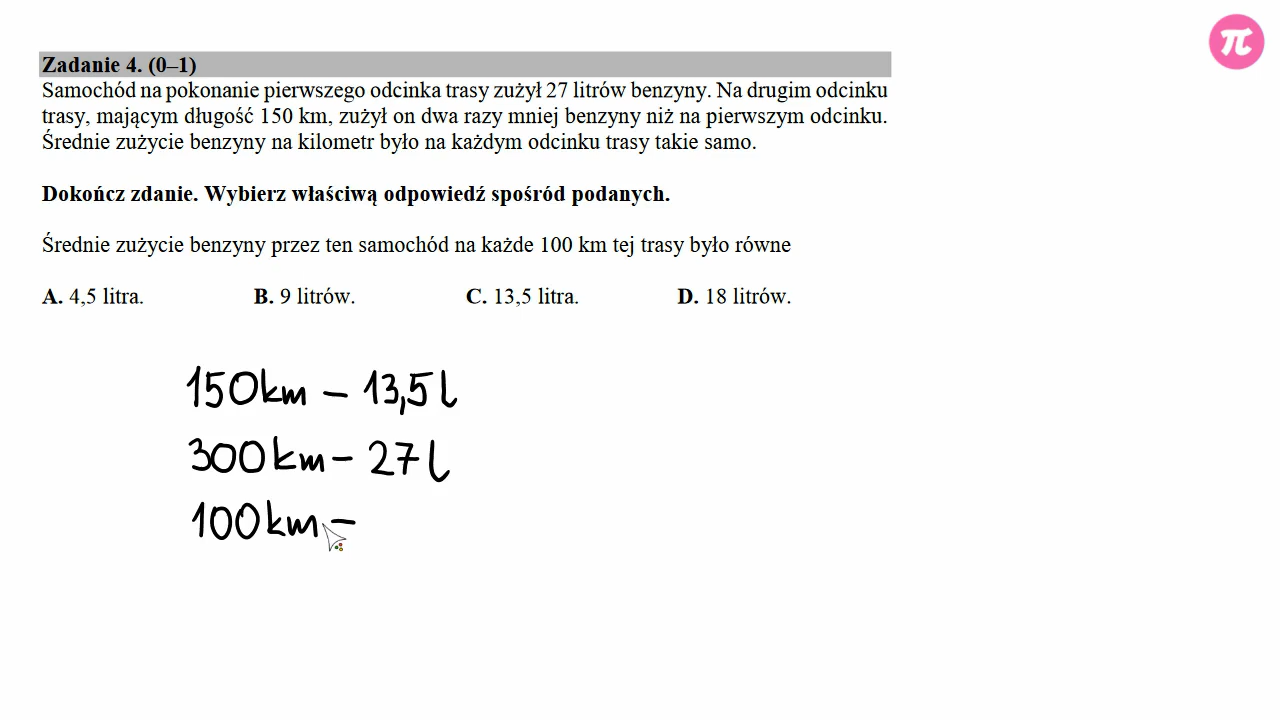 π
Zadanie 4. (0–1)
Samochód na pokonanie pierwszego odcinka trasy zużył 27 litrów benzyny. Na drugim odcinku
trasy, mającym długość 150 km, zużył on dwa razy mniej benzyny niż na pierwszym odcinku.
Średnie zużycie benzyny na kilometr było na każdym odcinku trasy takie samo.
Dokończ zdanie. Wybierz właściwą odpowiedź spośród podanych.
Średnie zużycie benzyny przez ten samochód na każde 100 km tej trasy było równe
A. 4,5 litra. B. 9 litrów. C. 13,5 litra. D. 18 litrów.
150km – 13,5 l
300km – 27 l
100km –